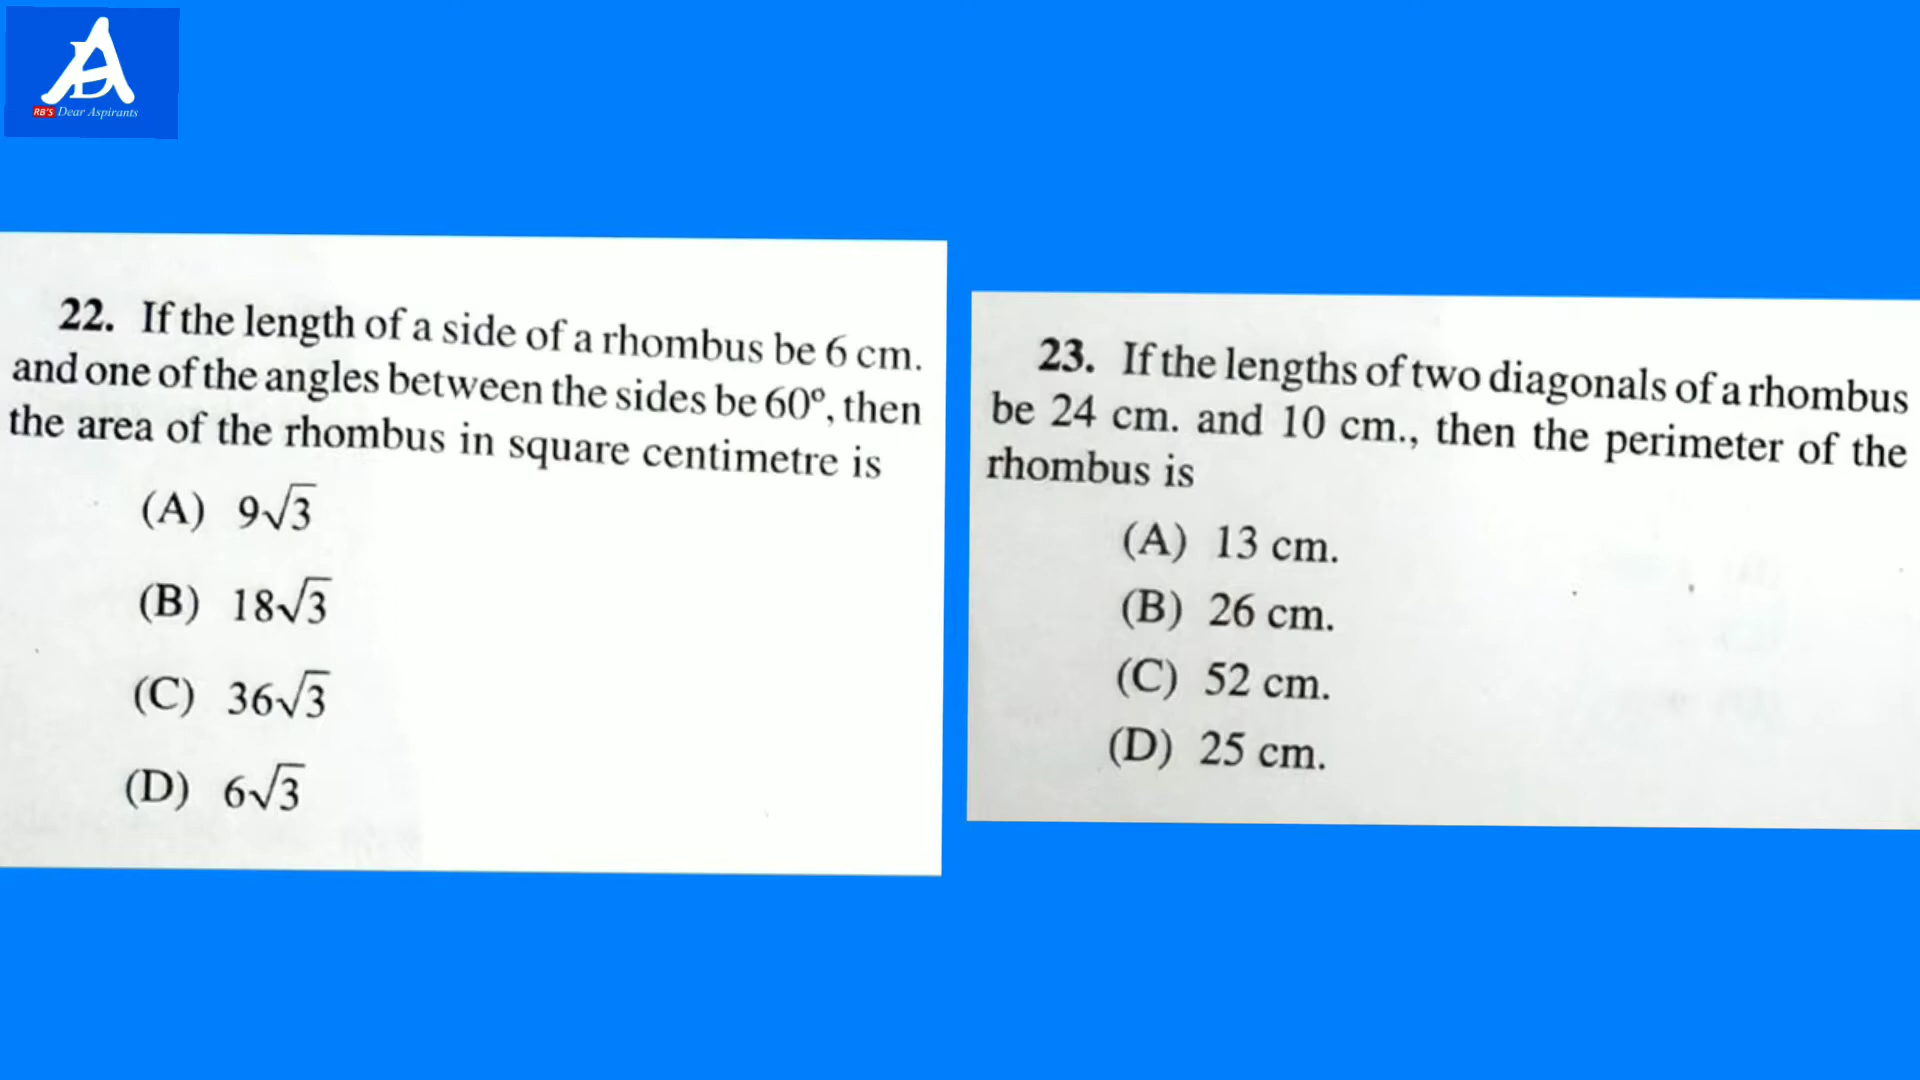 RB'S Dear Aspirants
22. If the length of a side of a rhombus be 6 cm.
and one of the angles between the sides be 60º, then
the area of the rhombus in square centimetre is
(A) 9√3
(B) 18√3
(C) 36√3
(D) 6√3
23. If the lengths of two diagonals of a rhombus
be 24 cm. and 10 cm., then the perimeter of the
rhombus is
(A) 13 cm.
(B) 26 cm.
(C) 52 cm.
(D) 25 cm.